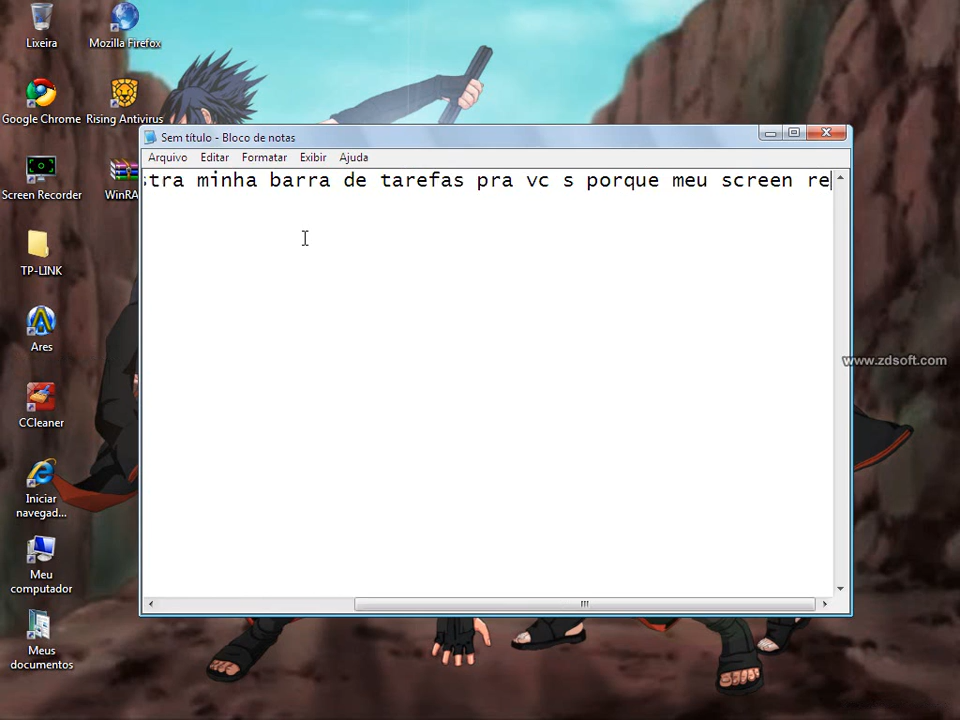 Lixeira
Mozilla Firefox
Google Chrome
Rising Antivirus
Sem título - Bloco de notas
Arquivo Editar Formatar Exibir Ajuda
stra minha barra de tarefas pra vc s porque meu screen re
Screen Recorder
WinRA
TP-LINK
Ares
www.zdsoft.com
CCleaner
Iniciar
navegad...
Meu
computador
Meus
documentos